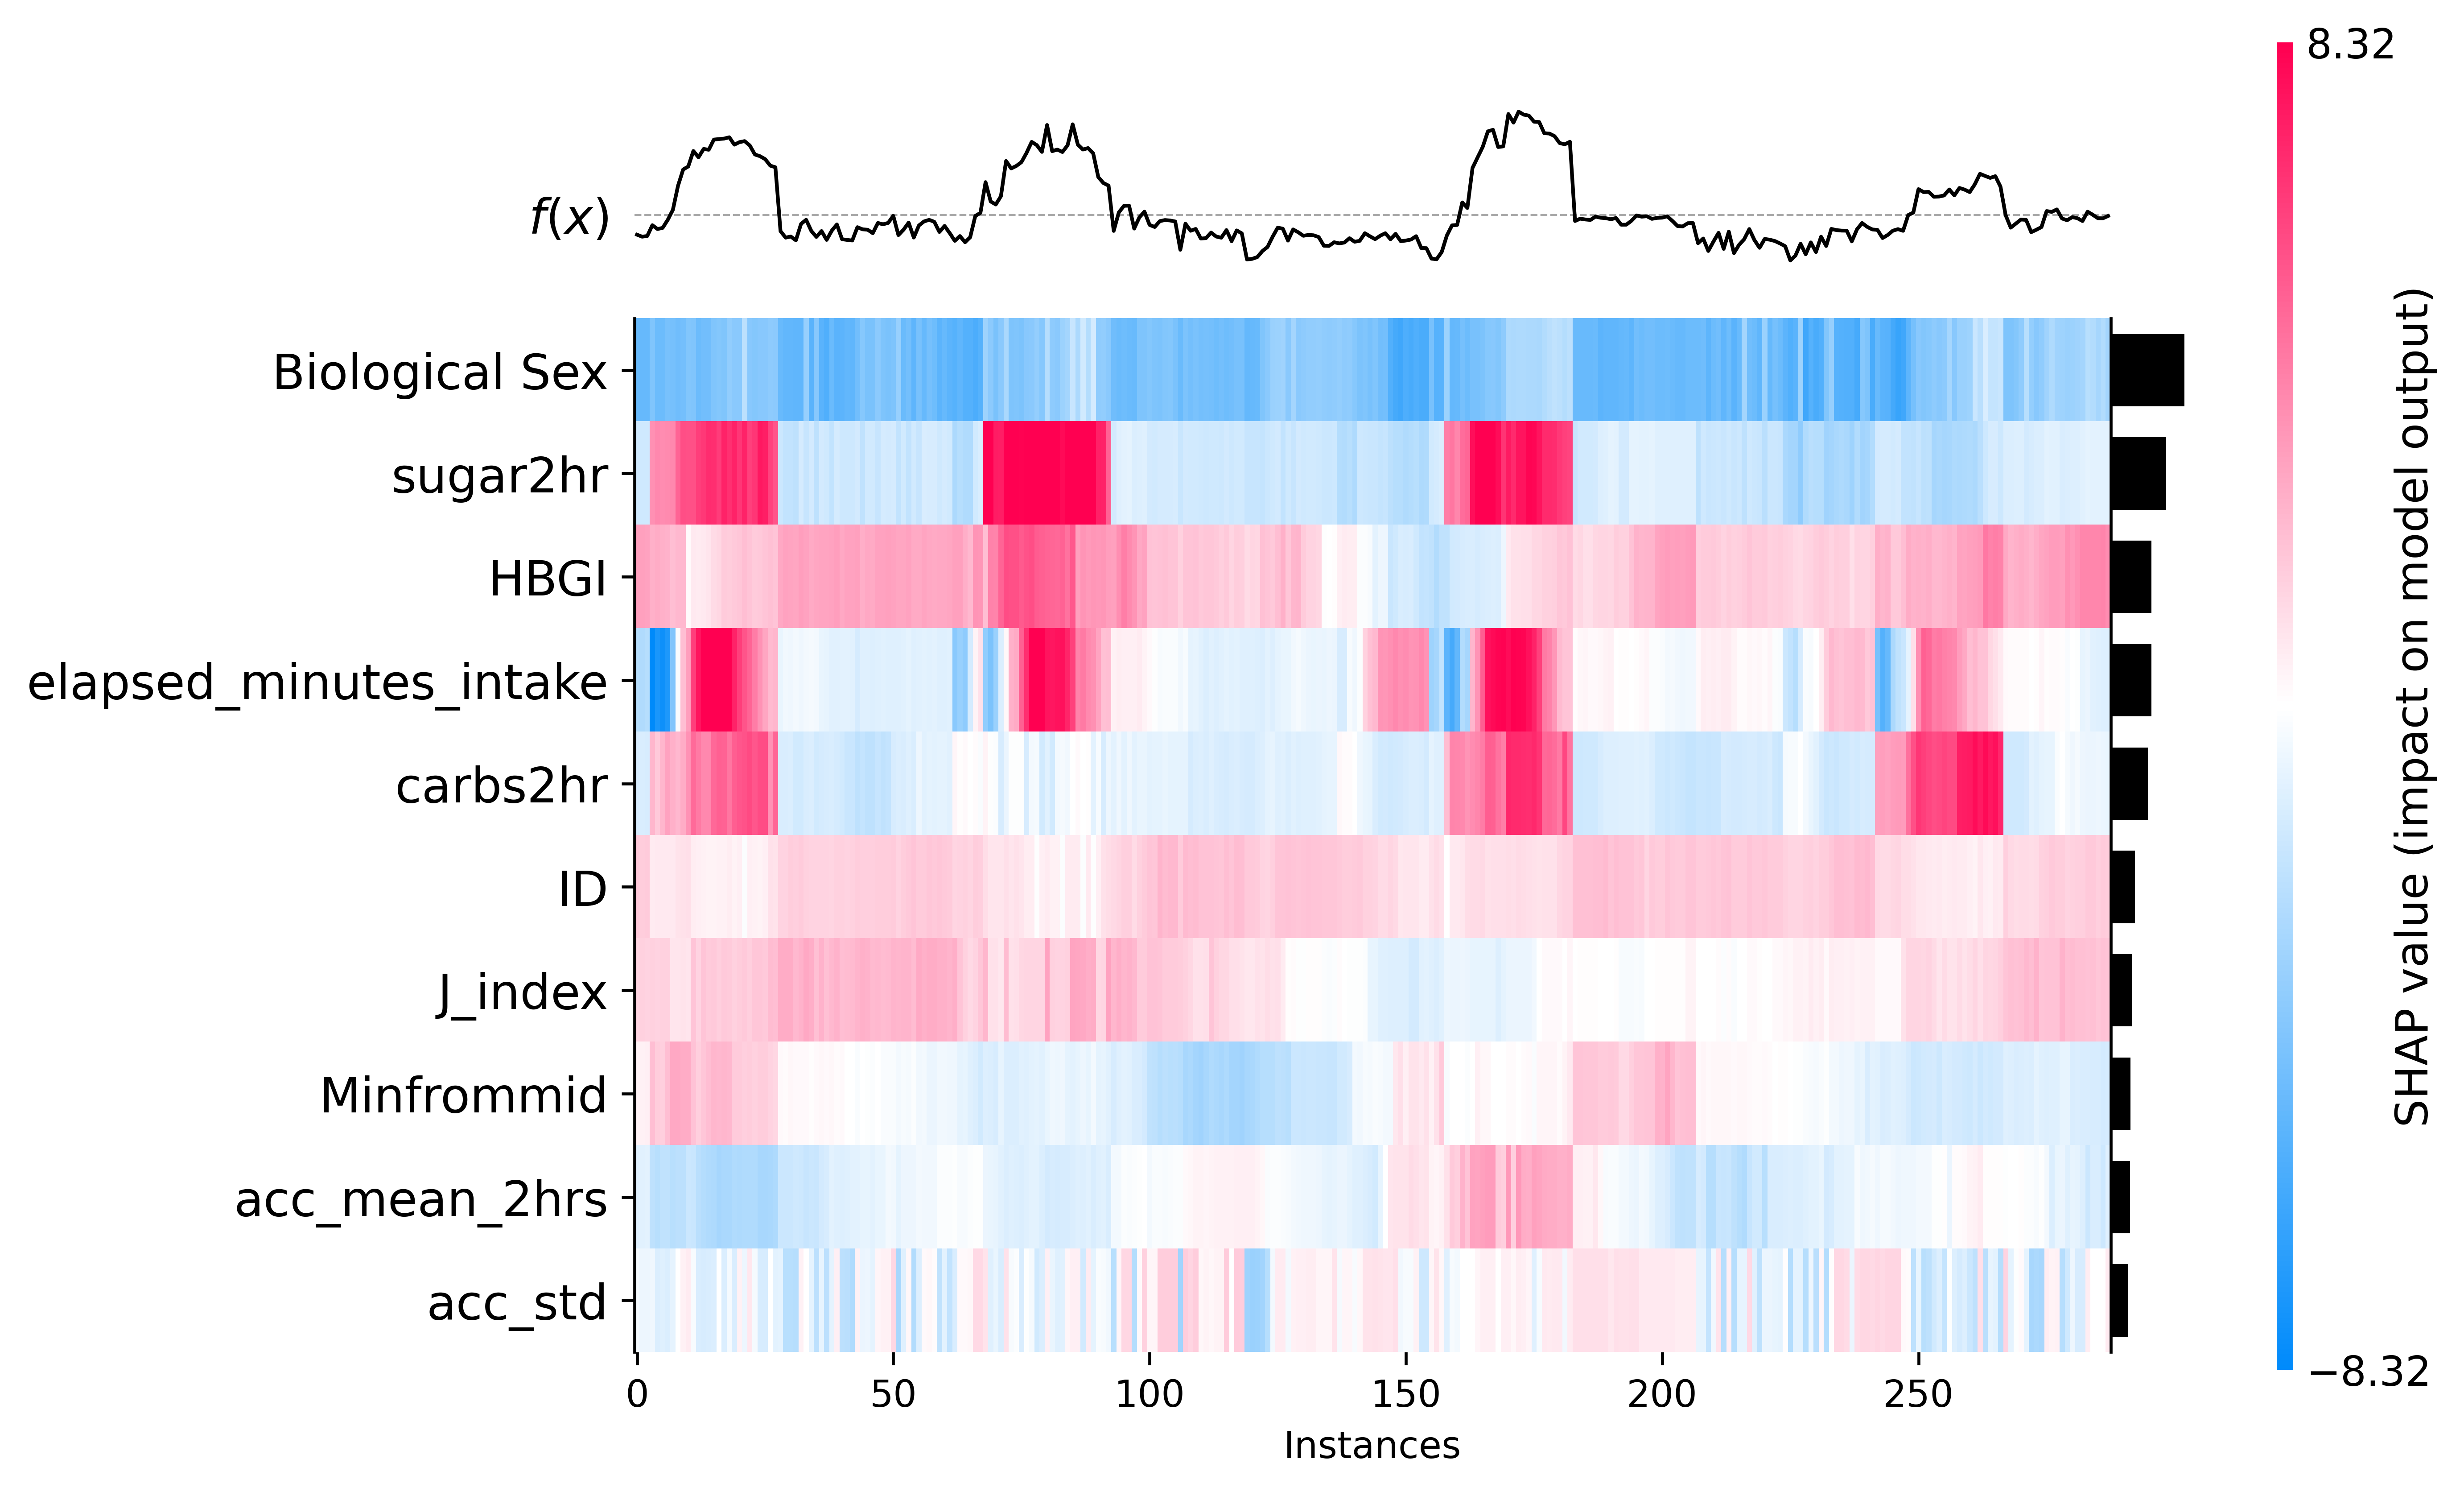 8.32
f(x)
Biological Sex
sugar2hr
HBGI
elapsed_minutes_intake
carbs2hr
ID
J_index
Minfrommid
acc_mean_2hrs
acc_std
0 50 100 150 200 250
Instances
SHAP value (impact on model output)
−8.32